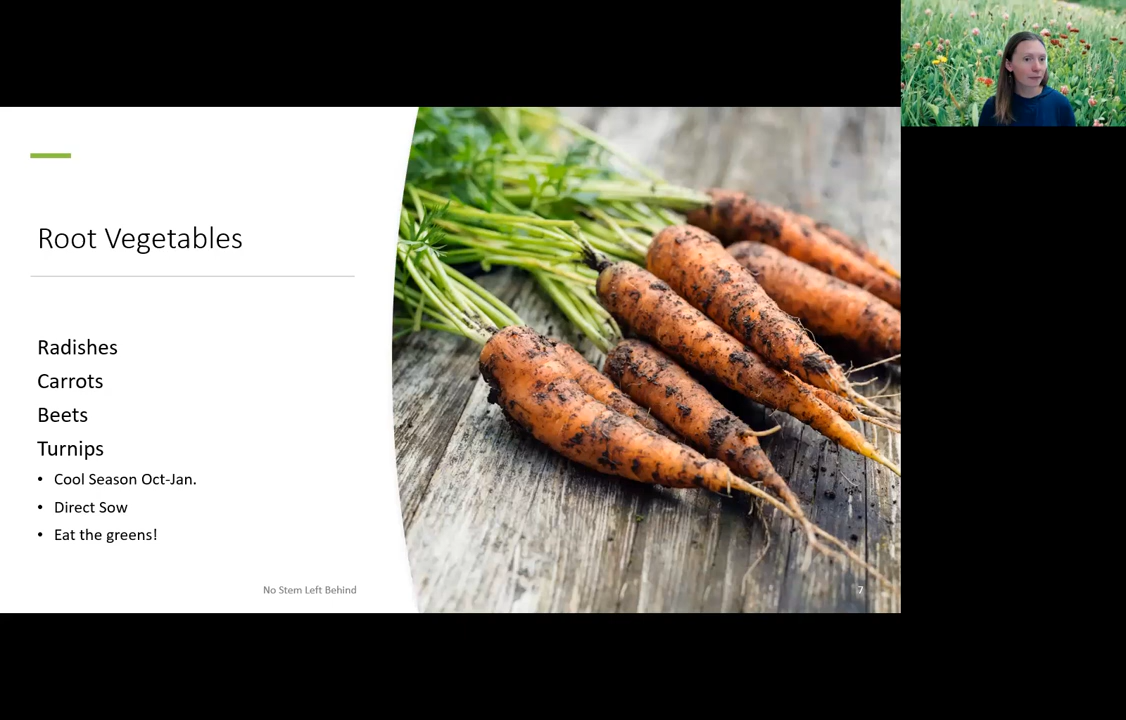 Root Vegetables
Radishes
Carrots
Beets
Turnips
• Cool Season Oct-Jan.
• Direct Sow
• Eat the greens!
No Stem Left Behind
7